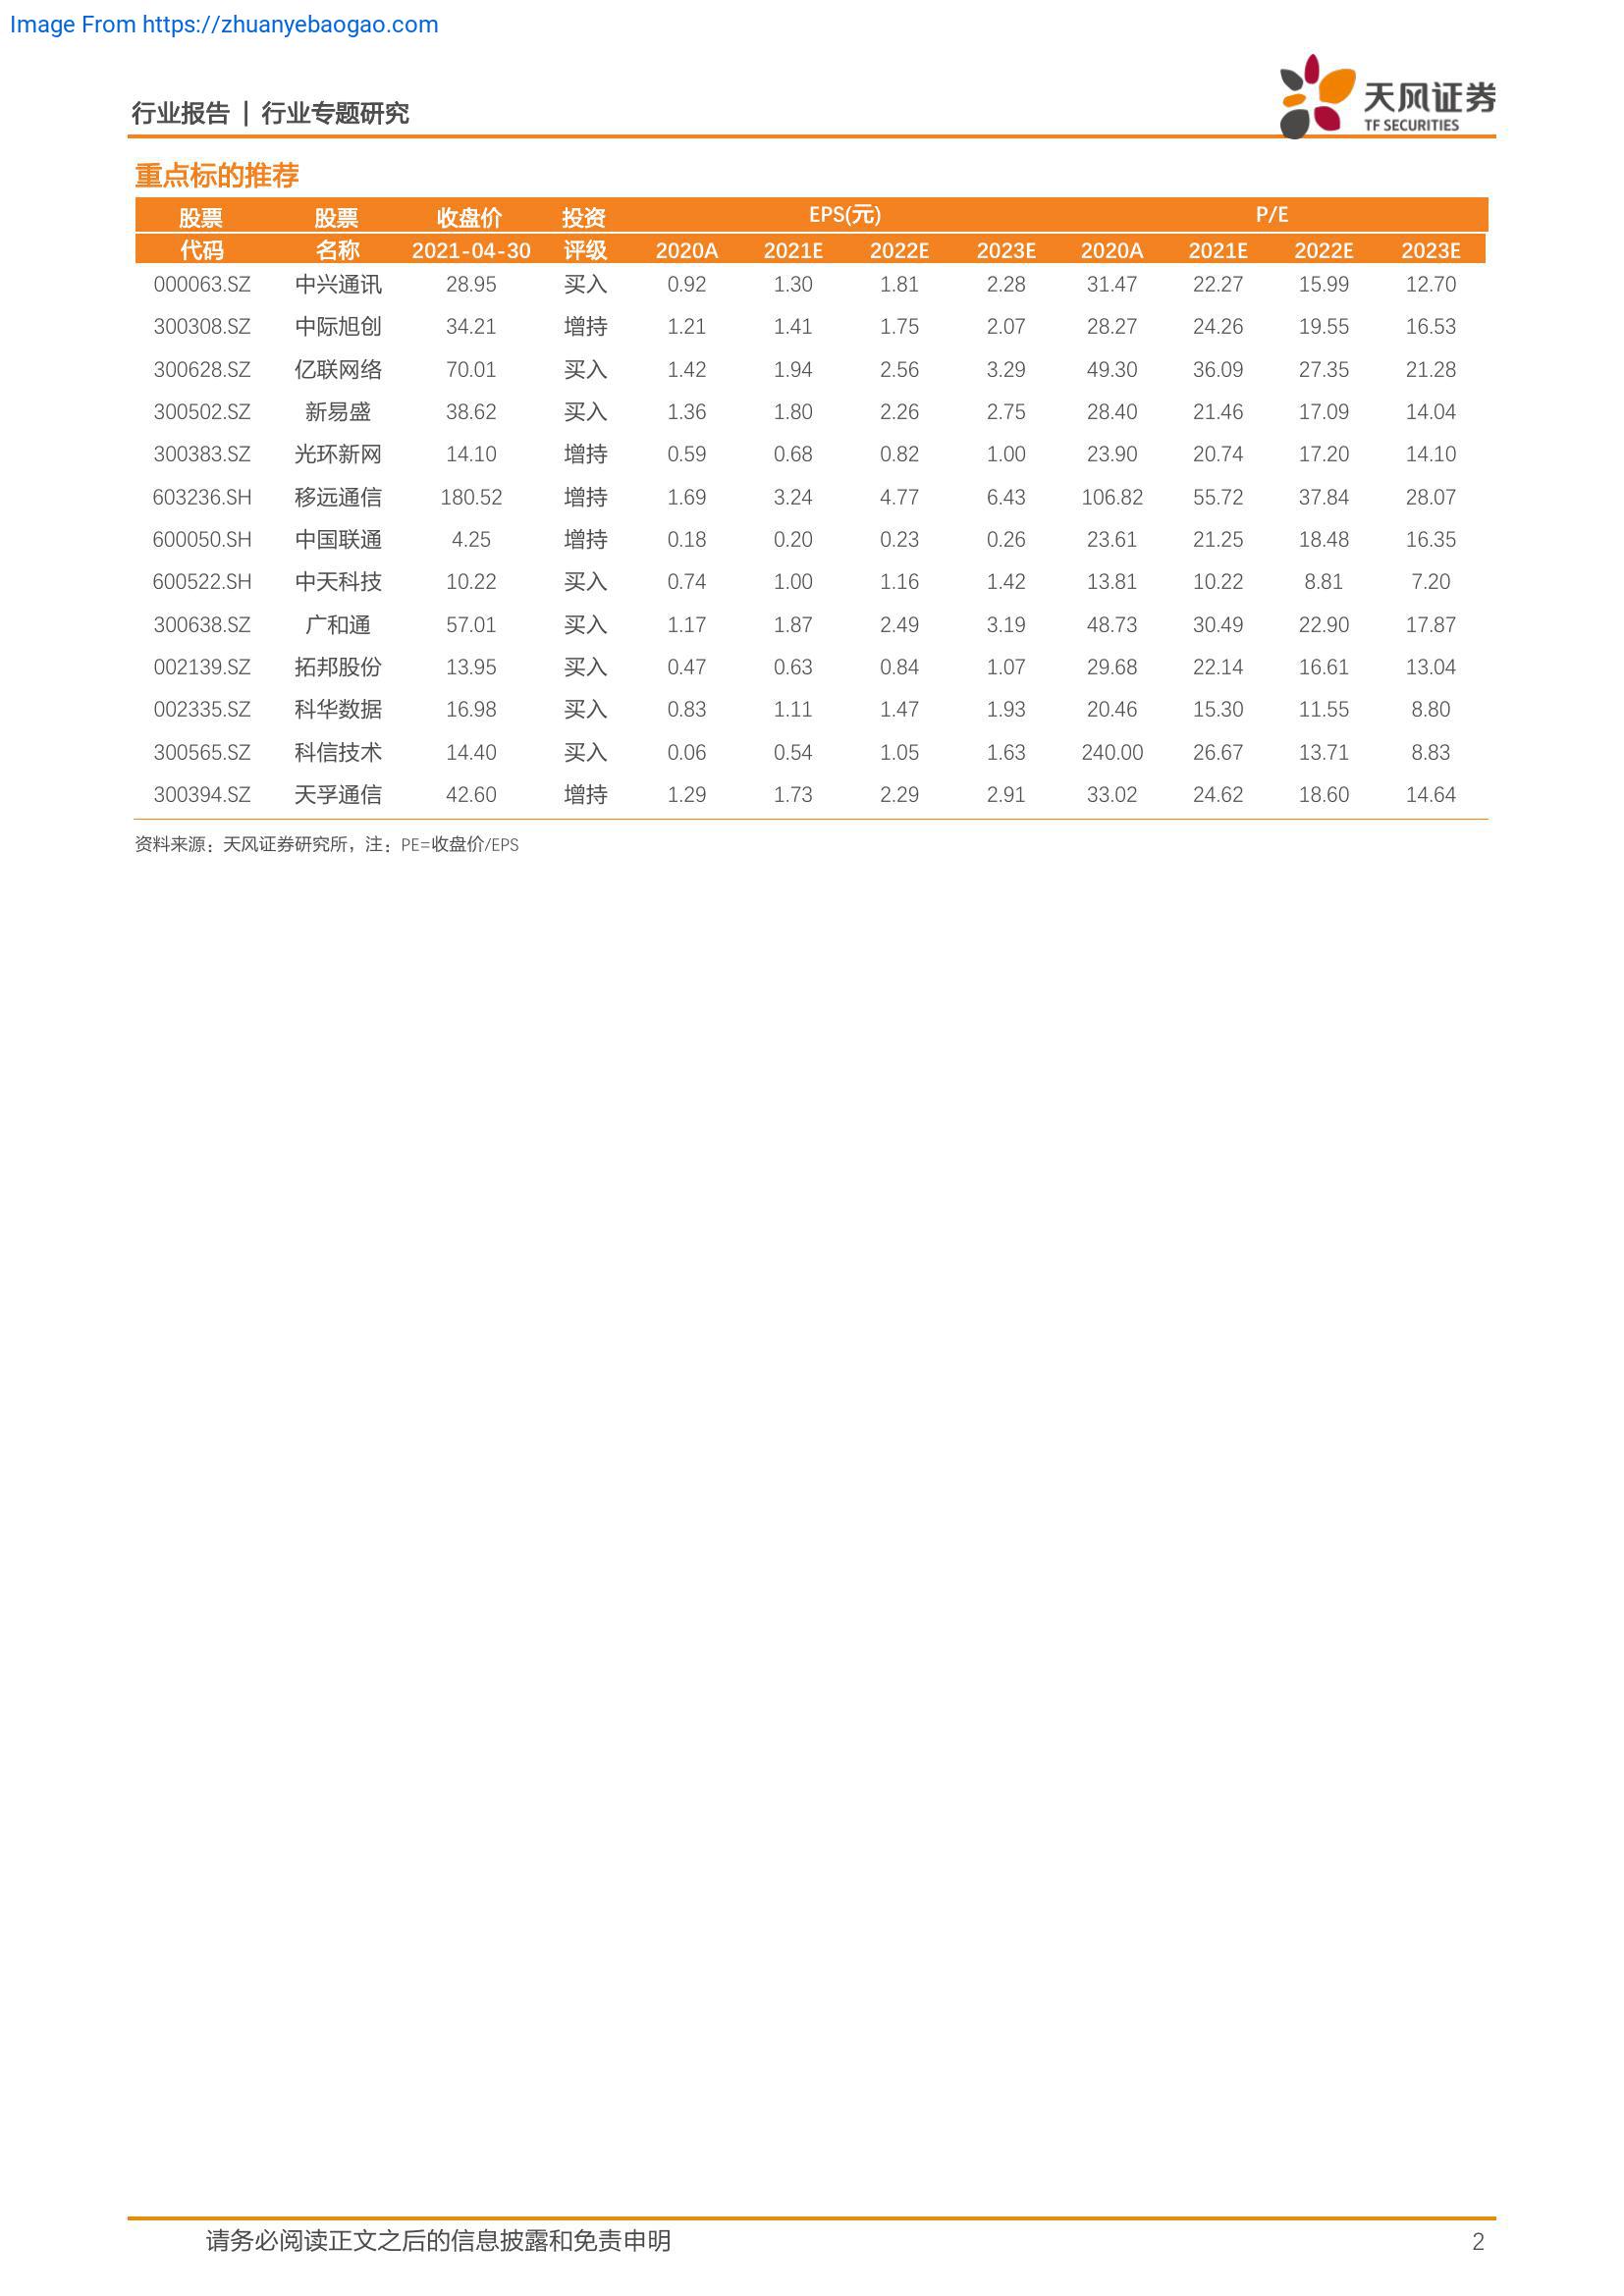 Image From https://zhuanyebaogao.com
行业报告 | 行业专题研究
天风证券
TF SECURITIES
重点标的推荐
股票 股票 收盘价 投资 EPS(元) P/E
代码 名称 2021-04-30 评级 2020A 2021E 2022E 2023E 2020A 2021E 2022E 2023E
000063.SZ 中兴通讯 28.95 买入 0.92 1.30 1.81 2.28 31.47 22.27 15.99 12.70
300308.SZ 中际旭创 34.21 增持 1.21 1.41 1.75 2.07 28.27 24.26 19.55 16.53
300628.SZ 亿联网络 70.01 买入 1.42 1.94 2.56 3.29 49.30 36.09 27.35 21.28
300502.SZ 新易盛 38.62 买入 1.36 1.80 2.26 2.75 28.40 21.46 17.09 14.04
300383.SZ 光环新网 14.10 增持 0.59 0.68 0.82 1.00 23.90 20.74 17.20 14.10
603236.SH 移远通信 180.52 增持 1.69 3.24 4.77 6.43 106.82 55.72 37.84 28.07
600050.SH 中国联通 4.25 增持 0.18 0.20 0.23 0.26 23.61 21.25 18.48 16.35
600522.SH 中天科技 10.22 买入 0.74 1.00 1.16 1.42 13.81 10.22 8.81 7.20
300638.SZ 广和通 57.01 买入 1.17 1.87 2.49 3.19 48.73 30.49 22.90 17.87
002139.SZ 拓邦股份 13.95 买入 0.47 0.63 0.84 1.07 29.68 22.14 16.61 13.04
002335.SZ 科华数据 16.98 买入 0.83 1.11 1.47 1.93 20.46 15.30 11.55 8.80
300565.SZ 科信技术 14.40 买入 0.06 0.54 1.05 1.63 240.00 26.67 13.71 8.83
300394.SZ 天孚通信 42.60 增持 1.29 1.73 2.29 2.91 33.02 24.62 18.60 14.64
资料来源：天风证券研究所，注：PE=收盘价/EPS
请务必阅读正文之后的信息披露和免责申明 2